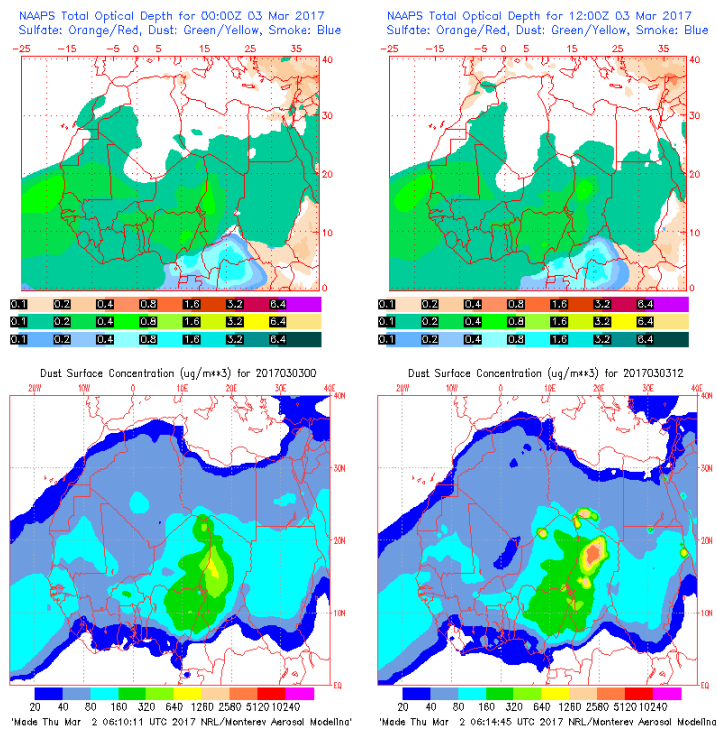 NAAPS Total Optical Depth for 00:00Z 03 Mar 2017
Sulfate: Orange/Red, Dust: Green/Yellow, Smoke: Blue
-25 -15 -5 0 5 15 25 35
40
30
20
10
0
0.1 0.2 0.4 0.8 1.6 3.2 6.4
0.1 0.2 0.4 0.8 1.6 3.2 6.4
0.1 0.2 0.4 0.8 1.6 3.2 6.4
NAAPS Total Optical Depth for 12:00Z 03 Mar 2017
Sulfate: Orange/Red, Dust: Green/Yellow, Smoke: Blue
-25 -15 -5 0 5 15 25 35
40
30
20
10
0
0.1 0.2 0.4 0.8 1.6 3.2 6.4
0.1 0.2 0.4 0.8 1.6 3.2 6.4
0.1 0.2 0.4 0.8 1.6 3.2 6.4
Dust Surface Concentration (ug/m**3) for 2017030300
20W 10W 0 10E 20E 30E 40E
40N
30N
20N
10N
EQ
20 40 80 160 320 640 1280 2560 5120 10240
'Made Thu Mar 2 06:10:11 UTC 2017 NRL/Monterey Aerosol Modeling'
Dust Surface Concentration (ug/m**3) for 2017030312
20W 10W 0 10E 20E 30E 40E
40N
30N
20N
10N
EQ
20 40 80 160 320 640 1280 2560 5120 10240
'Made Thu Mar 2 06:14:45 UTC 2017 NRL/Monterey Aerosol Modeling'